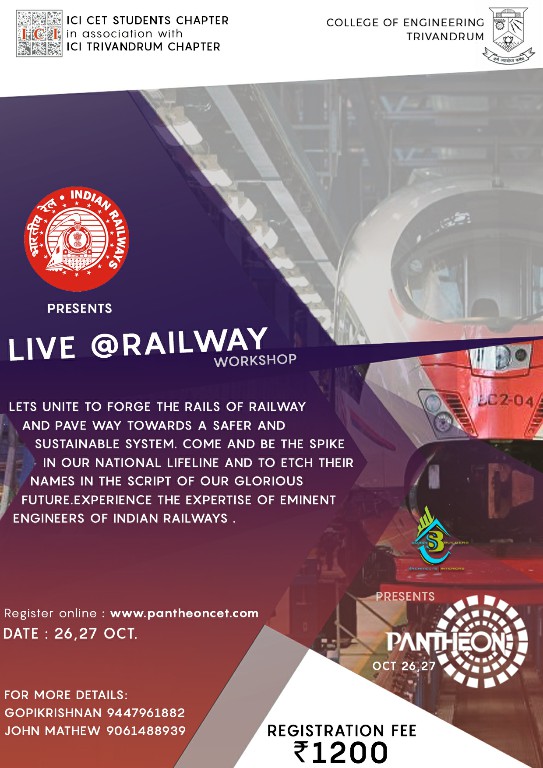 ICI CET STUDENTS CHAPTER
in association with
ICI TRIVANDRUM CHAPTER
COLLEGE OF ENGINEERING
TRIVANDRUM
ICI
भारतीय रेल • INDIAN RAILWAYS
PRESENTS
LIVE @RAILWAY
WORKSHOP
LETS UNITE TO FORGE THE RAILS OF RAILWAY
AND PAVE WAY TOWARDS A SAFER AND
SUSTAINABLE SYSTEM. COME AND BE THE SPIKE
IN OUR NATIONAL LIFELINE AND TO ETCH THEIR
NAMES IN THE SCRIPT OF OUR GLORIOUS
FUTURE.EXPERIENCE THE EXPERTISE OF EMINENT
ENGINEERS OF INDIAN RAILWAYS .
2-04
PRESENTS
PANTHEON
OCT 26,27
Register online : www.pantheoncet.com
DATE : 26,27 OCT.
FOR MORE DETAILS:
GOPIKRISHNAN 9447961882
JOHN MATHEW 9061488939
REGISTRATION FEE
₹1200